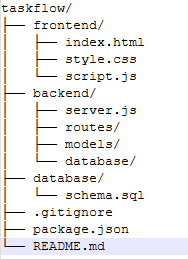 taskflow/
├── frontend/
│   ├── index.html
│   ├── style.css
│   └── script.js
├── backend/
│   ├── server.js
│   ├── routes/
│   ├── models/
│   └── database/
├── database/
│   └── schema.sql
├── .gitignore
├── package.json
└── README.md